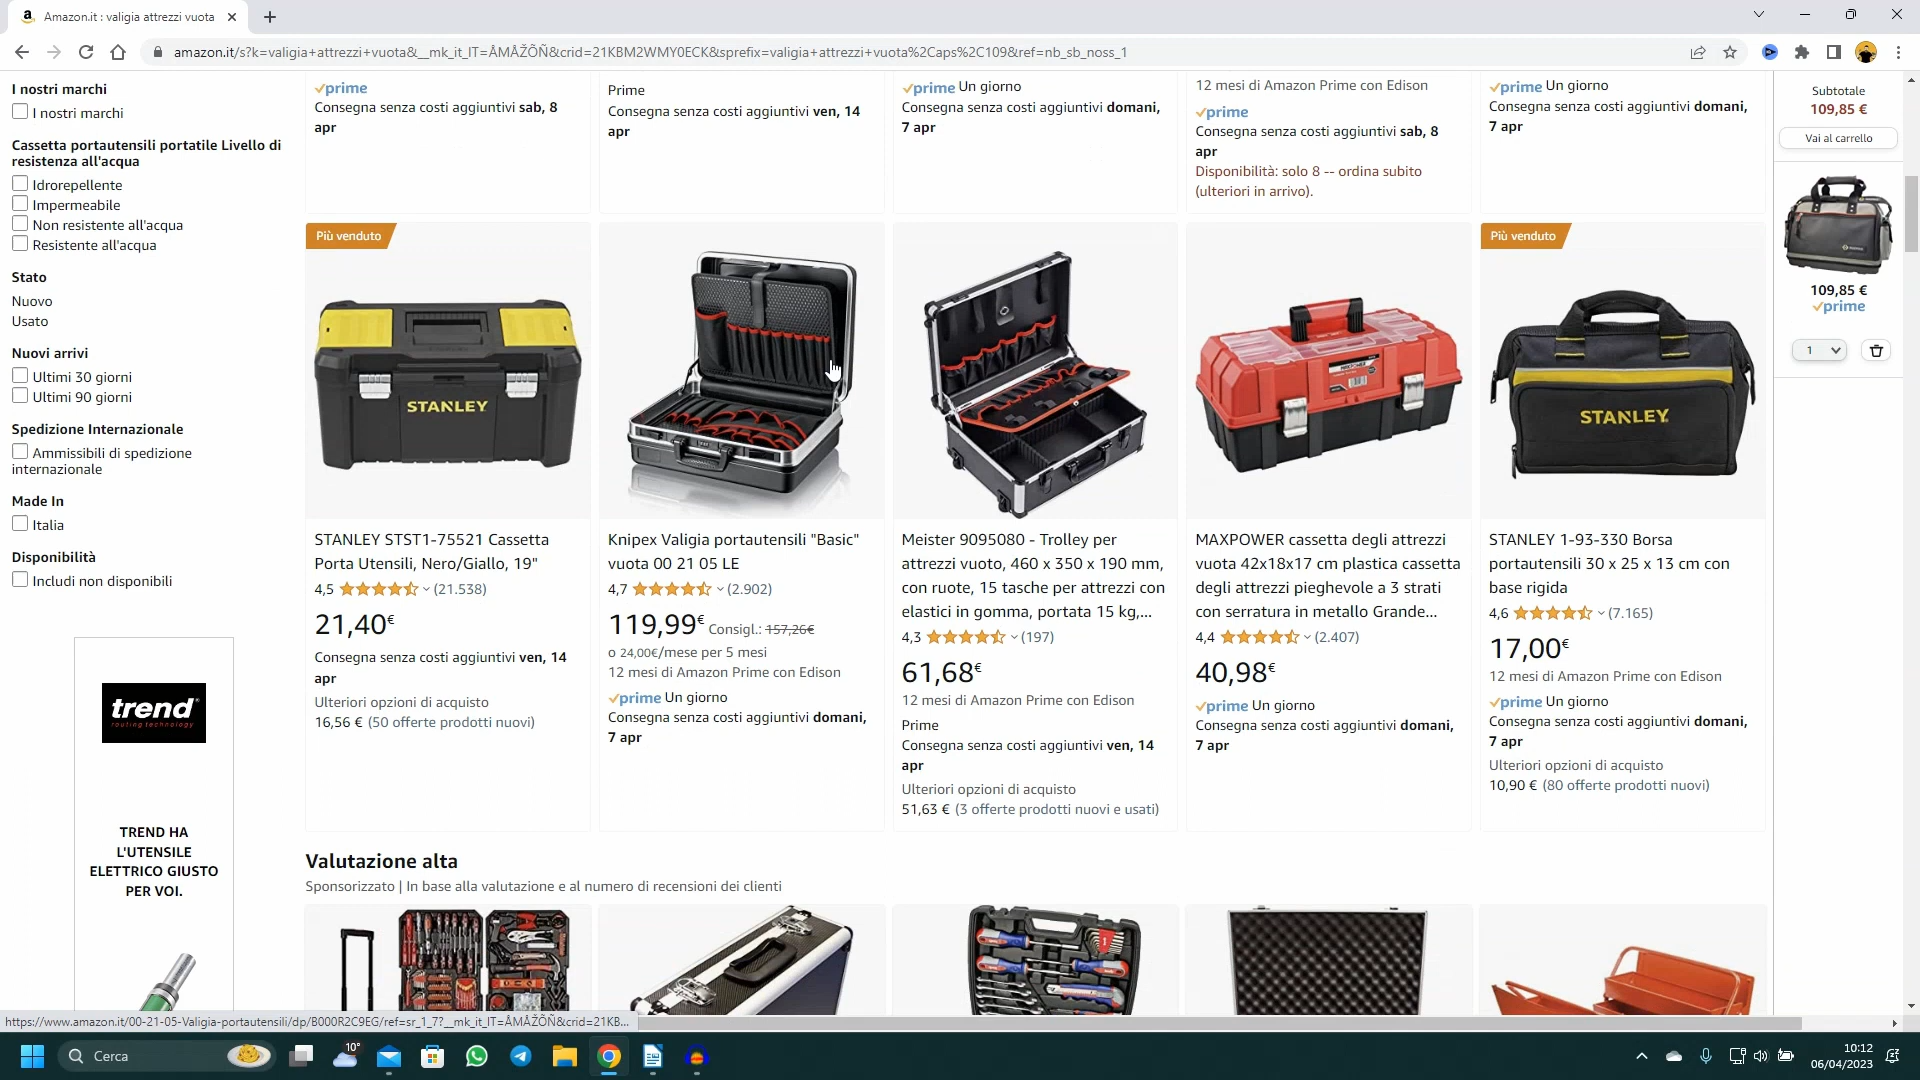 Amazon.it : valigia attrezzi vuota
amazon.it/s?k=valigia+attrezzi+vuota&__mk_it_IT=ÅMÅŽÕÑ&crid=21KBM2WMY0ECK&sprefix=valigia+attrezzi+vuota%2Caps%2C109&ref=nb_sb_noss_1
I nostri marchi
I nostri marchi
Cassetta portautensili portatile Livello di
resistenza all'acqua
Idrorepellente
Impermeabile
Non resistente all'acqua
Resistente all'acqua
Stato
Nuovo
Usato
Nuovi arrivi
Ultimi 30 giorni
Ultimi 90 giorni
Spedizione Internazionale
Ammissibili di spedizione
internazionale
Made In
Italia
Disponibilità
Includi non disponibili
trend
routing technology
TREND HA
L'UTENSILE
ELETTRICO GIUSTO
PER VOI.
prime
Consegna senza costi aggiuntivi sab, 8
apr
Prime
Consegna senza costi aggiuntivi ven, 14
apr
prime Un giorno
Consegna senza costi aggiuntivi domani,
7 apr
12 mesi di Amazon Prime con Edison
prime
Consegna senza costi aggiuntivi sab, 8
apr
Disponibilità: solo 8 -- ordina subito
(ulteriori in arrivo).
prime Un giorno
Consegna senza costi aggiuntivi domani,
7 apr
Più venduto
STANLEY
STANLEY STST1-75521 Cassetta
Porta Utensili, Nero/Giallo, 19"
4,5 (21.538)
21,40€
Consegna senza costi aggiuntivi ven, 14
apr
Ulteriori opzioni di acquisto
16,56 € (50 offerte prodotti nuovi)
Knipex Valigia portautensili "Basic"
vuota 00 21 05 LE
4,7 (2.902)
119,99€ Consigl.: 157,26€
o 24,00€/mese per 5 mesi
12 mesi di Amazon Prime con Edison
prime Un giorno
Consegna senza costi aggiuntivi domani,
7 apr
Meister 9095080 - Trolley per
attrezzi vuoto, 460 x 350 x 190 mm,
con ruote, 15 tasche per attrezzi con
elastici in gomma, portata 15 kg,...
4,3 (197)
61,68€
12 mesi di Amazon Prime con Edison
Prime
Consegna senza costi aggiuntivi ven, 14
apr
Ulteriori opzioni di acquisto
51,63 € (3 offerte prodotti nuovi e usati)
MAXPOWER cassetta degli attrezzi
vuota 42x18x17 cm plastica cassetta
degli attrezzi pieghevole a 3 strati
con serratura in metallo Grande...
4,4 (2.407)
40,98€
prime Un giorno
Consegna senza costi aggiuntivi domani,
7 apr
Più venduto
STANLEY
STANLEY 1-93-330 Borsa
portautensili 30 x 25 x 13 cm con
base rigida
4,6 (7.165)
17,00€
12 mesi di Amazon Prime con Edison
prime Un giorno
Consegna senza costi aggiuntivi domani,
7 apr
Ulteriori opzioni di acquisto
10,90 € (80 offerte prodotti nuovi)
Valutazione alta
Sponsorizzato | In base alla valutazione e al numero di recensioni dei clienti
Subtotale
109,85 €
Vai al carrello
109,85 €
prime
1
https://www.amazon.it/00-21-05-Valigia-portautensili/dp/B000R2C9EG/ref=sr_1_7?__mk_it_IT=ÅMÅŽÕÑ&crid=21KB...
Cerca
10°
10:12
06/04/2023